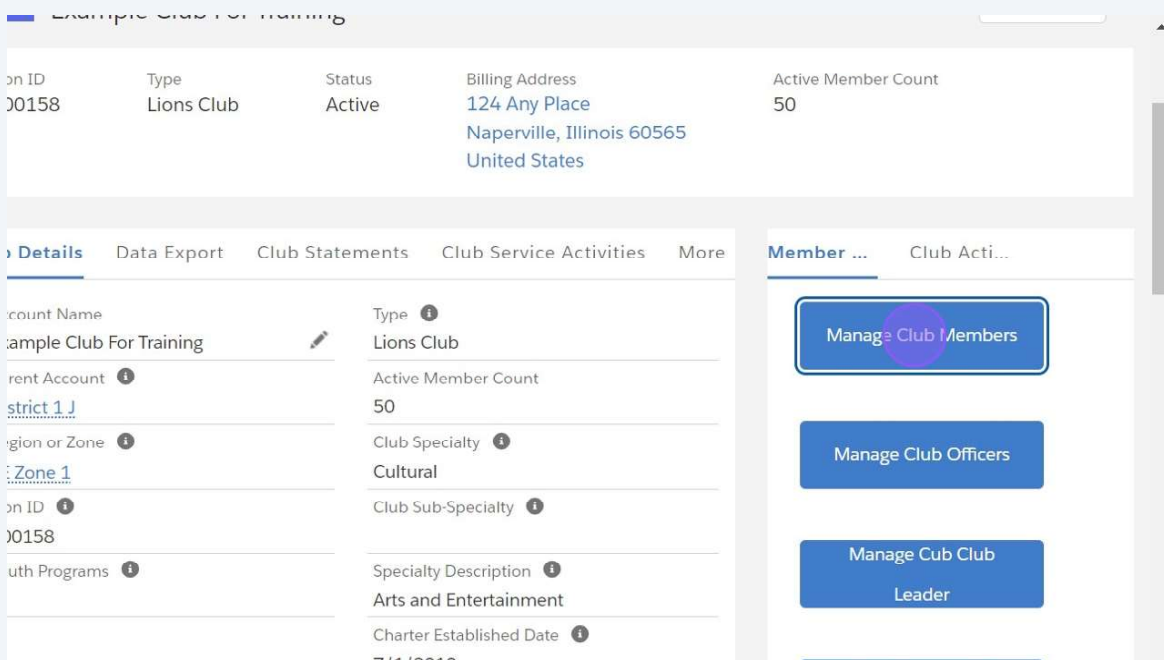 Example Club For Training
on ID
00158
Type
Lions Club
Status
Active
Billing Address
124 Any Place
Naperville, Illinois 60565
United States
Active Member Count
50
Details
Data Export
Club Statements
Club Service Activities
More
Member ...
Club Acti...
ccount Name
ample Club For Training
rent Account
strict 1 J
egion or Zone
Zone 1
on ID
00158
uth Programs
Type
Lions Club
Active Member Count
50
Club Specialty
Cultural
Club Sub-Specialty
Specialty Description
Arts and Entertainment
Charter Established Date
Manage Club Members
Manage Club Officers
Manage Cub Club
Leader